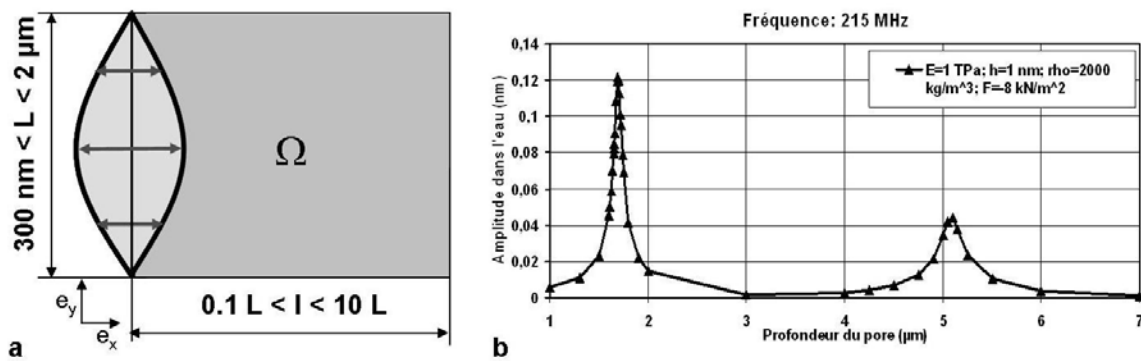 300 nm < L < 2 µm
Ω
0.1 L < l < 10 L
e_y
e_x
a
Fréquence: 215 MHz
E=1 TPa; h=1 nm; rho=2000
kg/m^3; F=-8 kN/m^2
Amplitude dans l'eau (nm)
0,14
0,12
0,1
0,08
0,06
0,04
0,02
0
1 2 3 4 5 6 7
Profondeur du pore (µm)
b